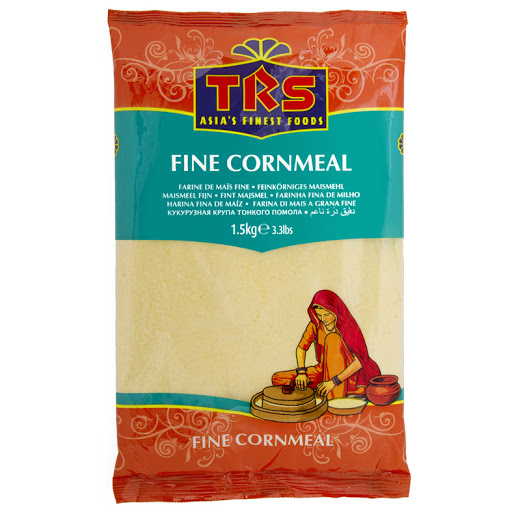 TRS
ASIA'S FINEST FOODS
FINE CORNMEAL
FARINE DE MAÏS FINE • FEINKÖRNIGES MAISMEHL
MAISMEEL FIJN • FINT MAJSMEL • FARINHA FINA DE MILHO
HARINA FINA DE MAÍZ • FARINA DI MAIS A GRANA FINE
КУКУРУЗНАЯ КРУПА ТОНКОГО ПОМОЛА • دقيق ذرة ناعم
1.5kg℮ 3.3lbs
FINE CORNMEAL